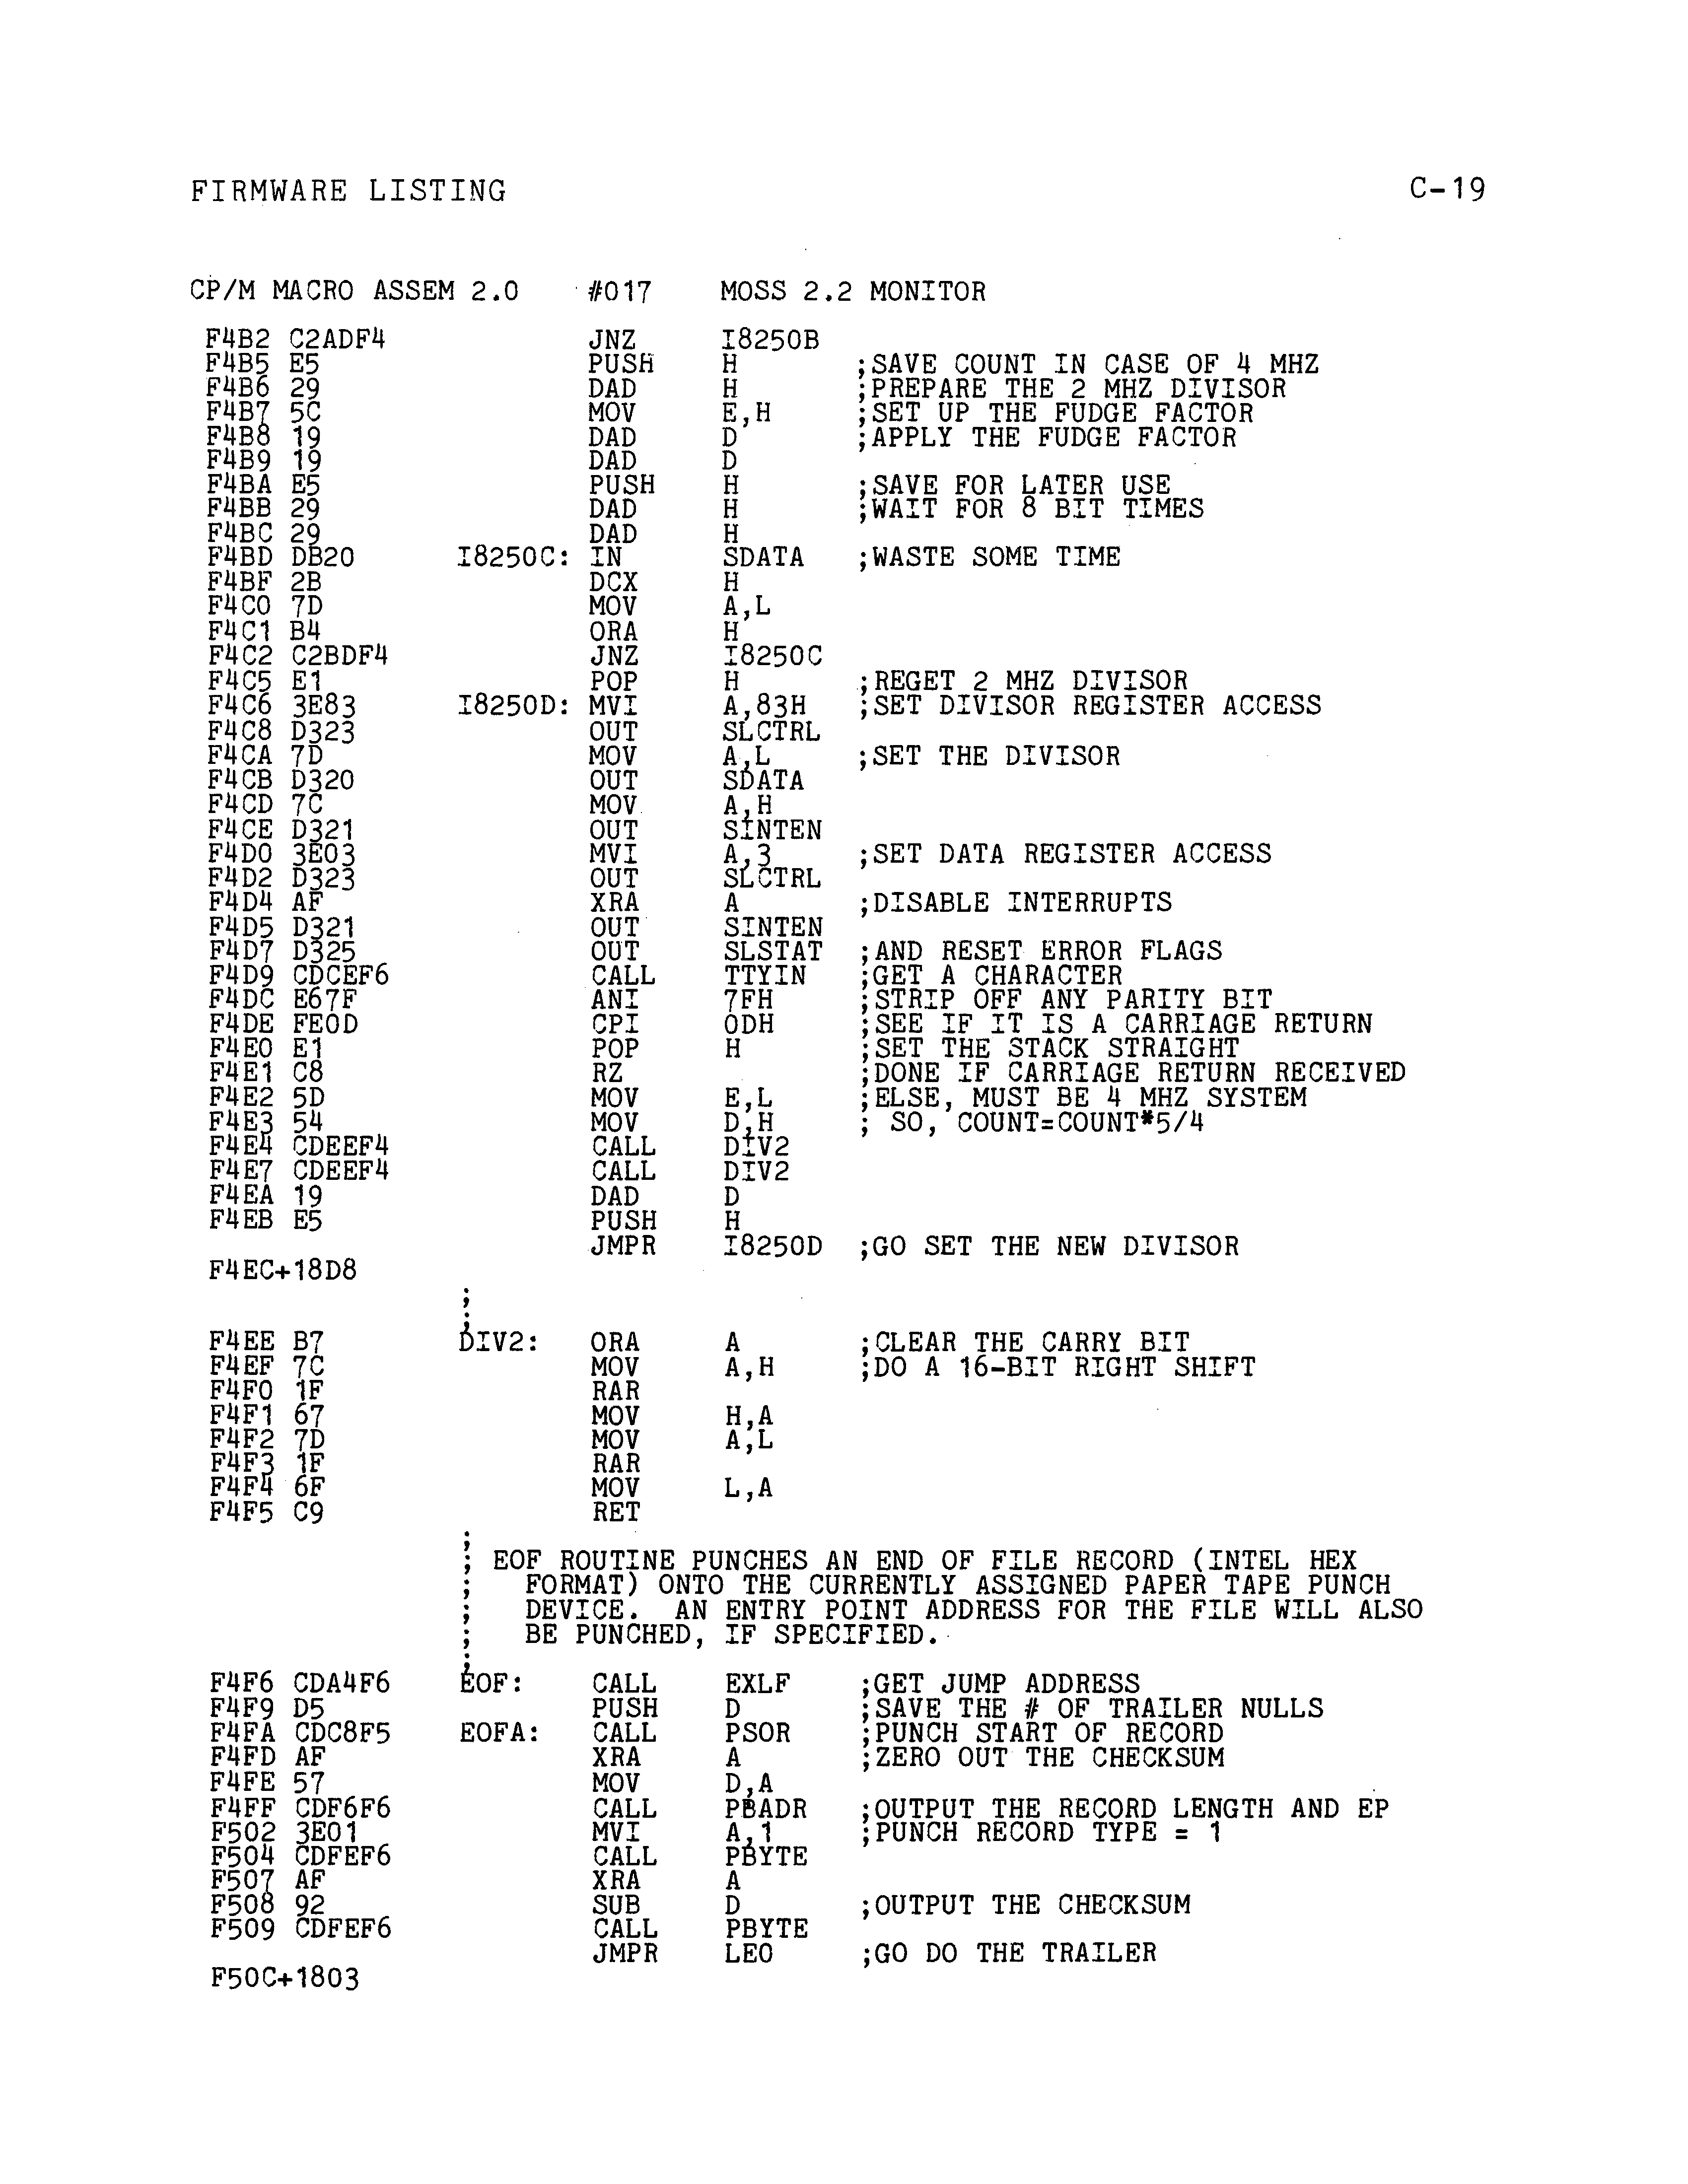 FIRMWARE LISTING C-19
CP/M MACRO ASSEM 2.0 #017 MOSS 2.2 MONITOR
F4B2 C2ADF4 JNZ I8250B
F4B5 E5 PUSH H ;SAVE COUNT IN CASE OF 4 MHZ
F4B6 29 DAD H ;PREPARE THE 2 MHZ DIVISOR
F4B7 5C MOV E,H ;SET UP THE FUDGE FACTOR
F4B8 19 DAD D ;APPLY THE FUDGE FACTOR
F4B9 19 DAD D
F4BA E5 PUSH H ;SAVE FOR LATER USE
F4BB 29 DAD H ;WAIT FOR 8 BIT TIMES
F4BC 29 DAD H
F4BD DB20 I8250C: IN SDATA ;WASTE SOME TIME
F4BF 2B DCX H
F4C0 7D MOV A,L
F4C1 B4 ORA H
F4C2 C2BDF4 JNZ I8250C
F4C5 E1 POP H ;REGET 2 MHZ DIVISOR
F4C6 3E83 I8250D: MVI A,83H ;SET DIVISOR REGISTER ACCESS
F4C8 D323 OUT SLCTRL
F4CA 7D MOV A,L ;SET THE DIVISOR
F4CB D320 OUT SDATA
F4CD 7C MOV A,H
F4CE D321 OUT SINTEN
F4D0 3E03 MVI A,3 ;SET DATA REGISTER ACCESS
F4D2 D323 OUT SLCTRL
F4D4 AF XRA A ;DISABLE INTERRUPTS
F4D5 D321 OUT SINTEN
F4D7 D325 OUT SLSTAT ;AND RESET ERROR FLAGS
F4D9 CDCEF6 CALL TTYIN ;GET A CHARACTER
F4DC E67F ANI 7FH ;STRIP OFF ANY PARITY BIT
F4DE FE0D CPI 0DH ;SEE IF IT IS A CARRIAGE RETURN
F4E0 E1 POP H ;SET THE STACK STRAIGHT
F4E1 C8 RZ ;DONE IF CARRIAGE RETURN RECEIVED
F4E2 5D MOV E,L ;ELSE, MUST BE 4 MHZ SYSTEM
F4E3 54 MOV D,H ; SO, COUNT=COUNT*5/4
F4E4 CDEEF4 CALL DIV2
F4E7 CDEEF4 CALL DIV2
F4EA 19 DAD D
F4EB E5 PUSH H
JMPR I8250D ;GO SET THE NEW DIVISOR
F4EC+18D8
;
;
F4EE B7 DIV2: ORA A ;CLEAR THE CARRY BIT
F4EF 7C MOV A,H ;DO A 16-BIT RIGHT SHIFT
F4F0 1F RAR
F4F1 67 MOV H,A
F4F2 7D MOV A,L
F4F3 1F RAR
F4F4 6F MOV L,A
F4F5 C9 RET
;
; EOF ROUTINE PUNCHES AN END OF FILE RECORD (INTEL HEX
; FORMAT) ONTO THE CURRENTLY ASSIGNED PAPER TAPE PUNCH
; DEVICE. AN ENTRY POINT ADDRESS FOR THE FILE WILL ALSO
; BE PUNCHED, IF SPECIFIED.
;
F4F6 CDA4F6 EOF: CALL EXLF ;GET JUMP ADDRESS
F4F9 D5 PUSH D ;SAVE THE # OF TRAILER NULLS
F4FA CDC8F5 EOFA: CALL PSOR ;PUNCH START OF RECORD
F4FD AF XRA A ;ZERO OUT THE CHECKSUM
F4FE 57 MOV D,A
F4FF CDF6F6 CALL PBADR ;OUTPUT THE RECORD LENGTH AND EP
F502 3E01 MVI A,1 ;PUNCH RECORD TYPE = 1
F504 CDFEF6 CALL PBYTE
F507 AF XRA A
F508 92 SUB D ;OUTPUT THE CHECKSUM
F509 CDFEF6 CALL PBYTE
JMPR LEO ;GO DO THE TRAILER
F50C+1803